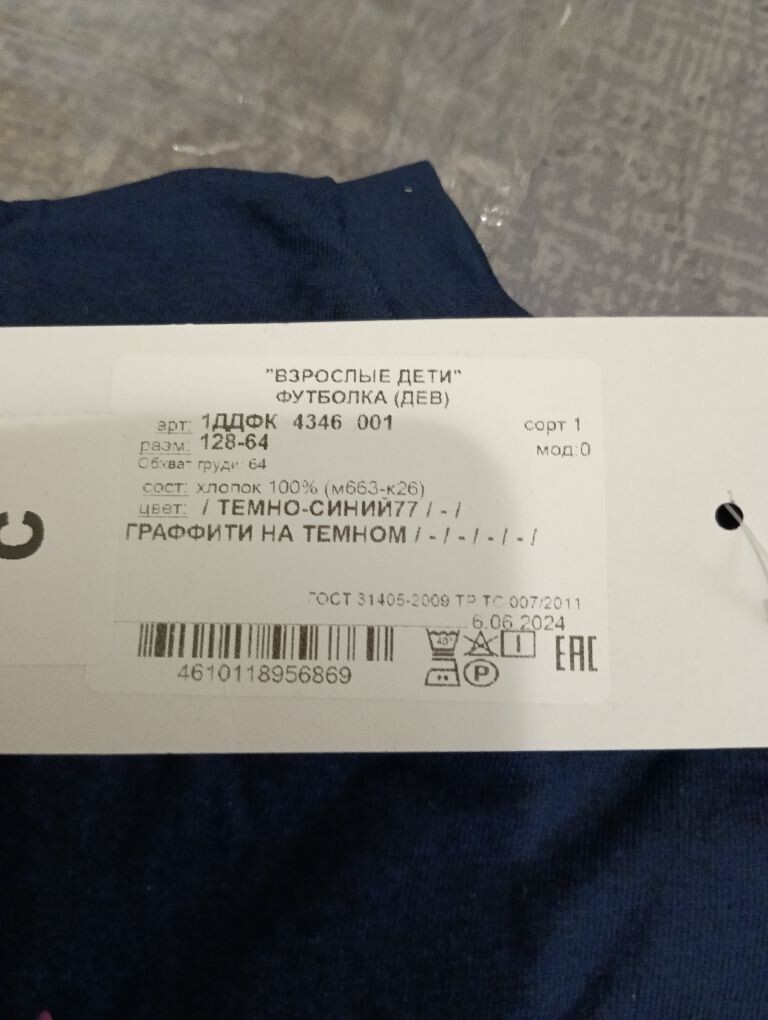 "ВЗРОСЛЫЕ ДЕТИ"
ФУТБОЛКА (ДЕВ)
арт: 1ДДФК 4346 001 сорт 1
разм: 128-64 мод:0
Обхват груди: 64
сост: хлопок 100% (м663-к26)
цвет: / ТЕМНО-СИНИЙ77 / - /
ГРАФФИТИ НА ТЕМНОМ / - / - / - / - /
ГОСТ 31405-2009 ТР ТС 007/2011
6.06.2024
4610118956869
40°
P
EAC
С